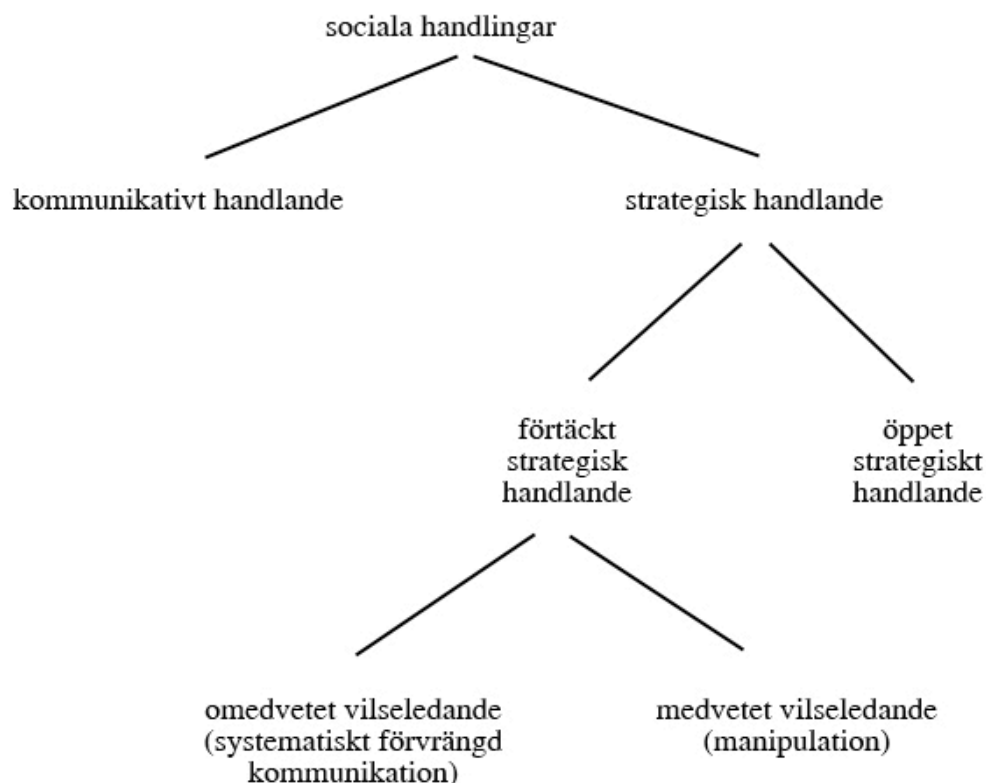 sociala handlingar
kommunikativt handlande
strategisk handlande
förtäckt
strategisk
handlande
öppet
strategiskt
handlande
omedvetet vilseledande
(systematiskt förvrängd
kommunikation)
medvetet vilseledande
(manipulation)